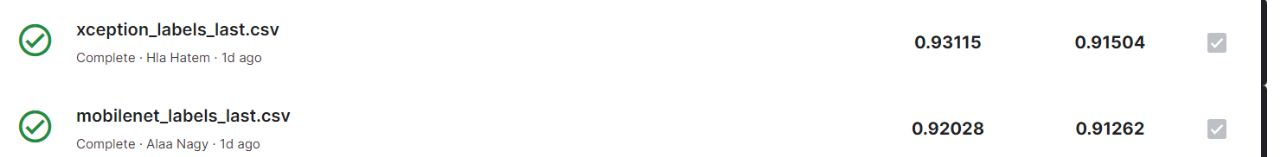 xception_labels_last.csv
0.93115 0.91504
Complete · Hla Hatem · 1d ago
mobilenet_labels_last.csv
0.92028 0.91262
Complete · Alaa Nagy · 1d ago